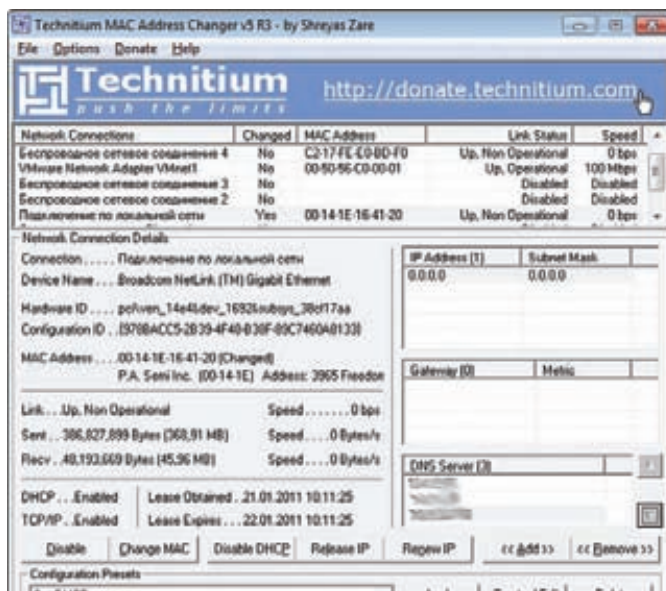 Technitium MAC Address Changer v5 R3 - by Shreyas Zare
File Options Donate Help
Technitium
push the limits
http://donate.technitium.com
Network Connections Changed MAC Address Link Status Speed
Беспроводное сетевое соединение 4 No C2-17-FE-E0-BD-F0 Up, Non Operational 0 bps
VMware Network Adapter VMnet1 No 00-50-56-C0-00-01 Up, Operational 100 Mbps
Беспроводное сетевое соединение 3 No Disabled Disabled
Беспроводное сетевое соединение 2 No Disabled Disabled
Подключение по локальной сети Yes 00-14-1E-16-41-20 Up, Non Operational 0 bps
Network Connection Details
Connection . . . . . Подключение по локальной сети
Device Name . . . Broadcom NetLink (TM) Gigabit Ethernet
Hardware ID . . . . pci\ven_14e4&dev_1692&subsys_38cf17aa
Configuration ID . . {978BACC5-2B39-4F40-B38F-89C7460A8133}
MAC Address . . . . 00-14-1E-16-41-20 (Changed)
P.A. Semi Inc. (00-14-1E) Address: 3965 Freedom
Link . . . Up, Non Operational Speed . . . . . . . 0 bps
Sent . . . 386,827,899 Bytes (368,91 MB) Speed . . . . 0 Bytes/s
Recv . . 48,193,669 Bytes (45,96 MB) Speed . . . . 0 Bytes/s
DHCP . . . Enabled Lease Obtained . 21.01.2011 10:11:25
TCP/IP . . Enabled Lease Expires . . . 22.01.2011 10:11:25
IP Address (1) Subnet Mask
0.0.0.0 0.0.0.0
Gateway (0) Metric
DNS Server (3)
Disable Change MAC Disable DHCP Release IP Renew IP << Add >> << Remove >>
Configuration Presets